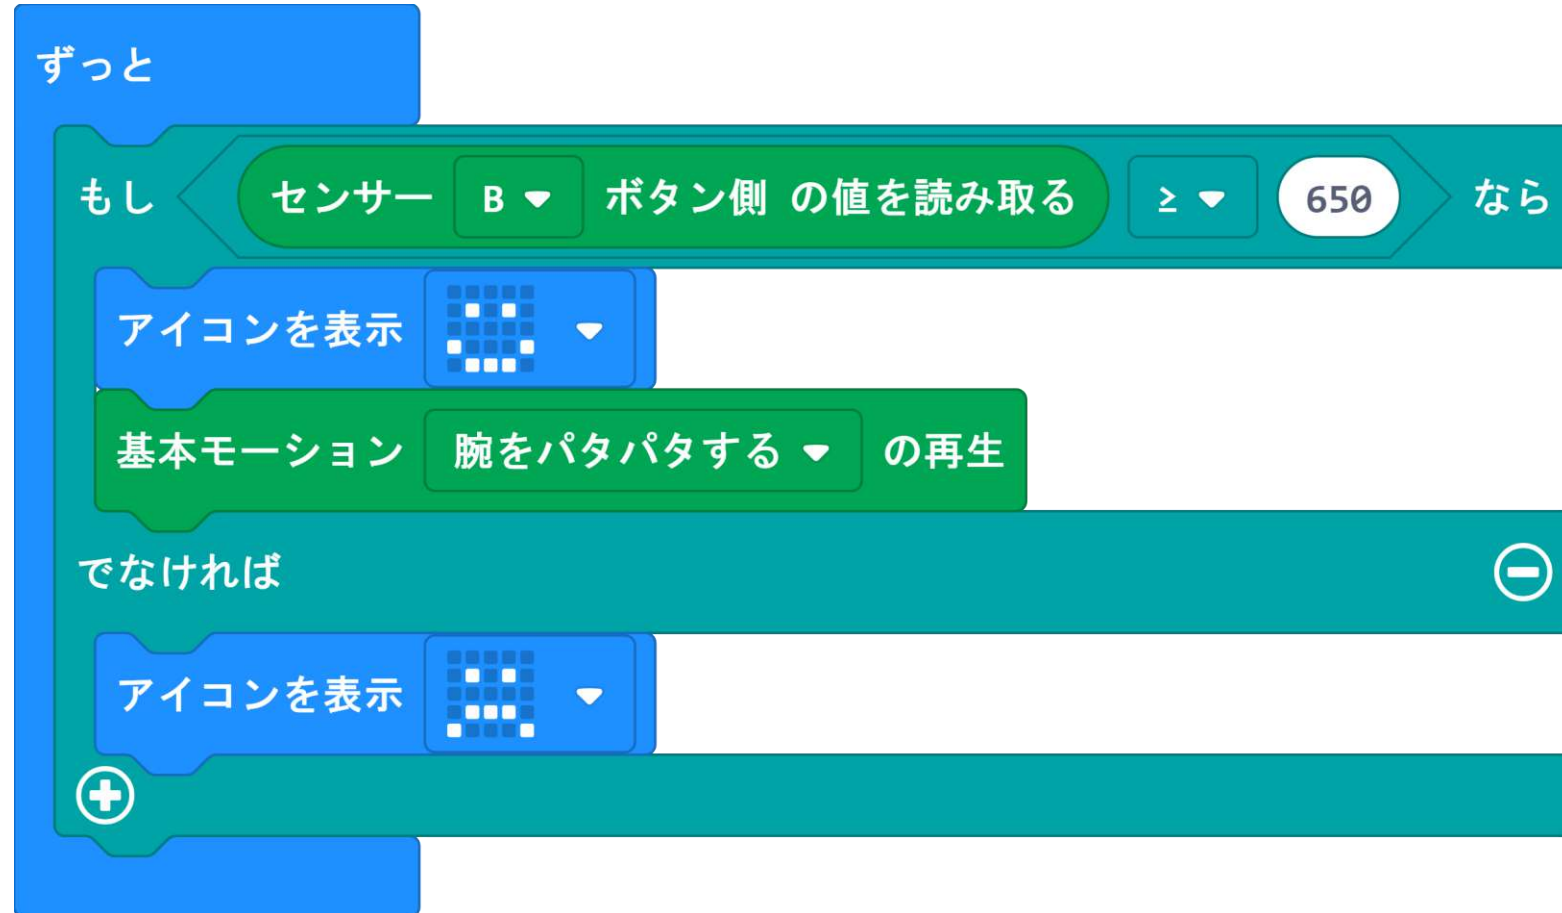 ずっと
もし センサー B ボタン側 の値を読み取る ≥ 650 なら
アイコンを表示
基本モーション 腕をパタパタする の再生
でなければ
アイコンを表示